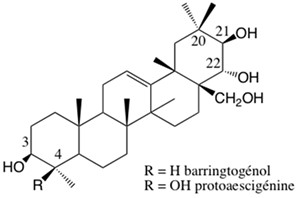 20
21
OH
22
OH
CH₂OH
3
4
HO
R
R = H barringtogénol
R = OH protoaescigénine